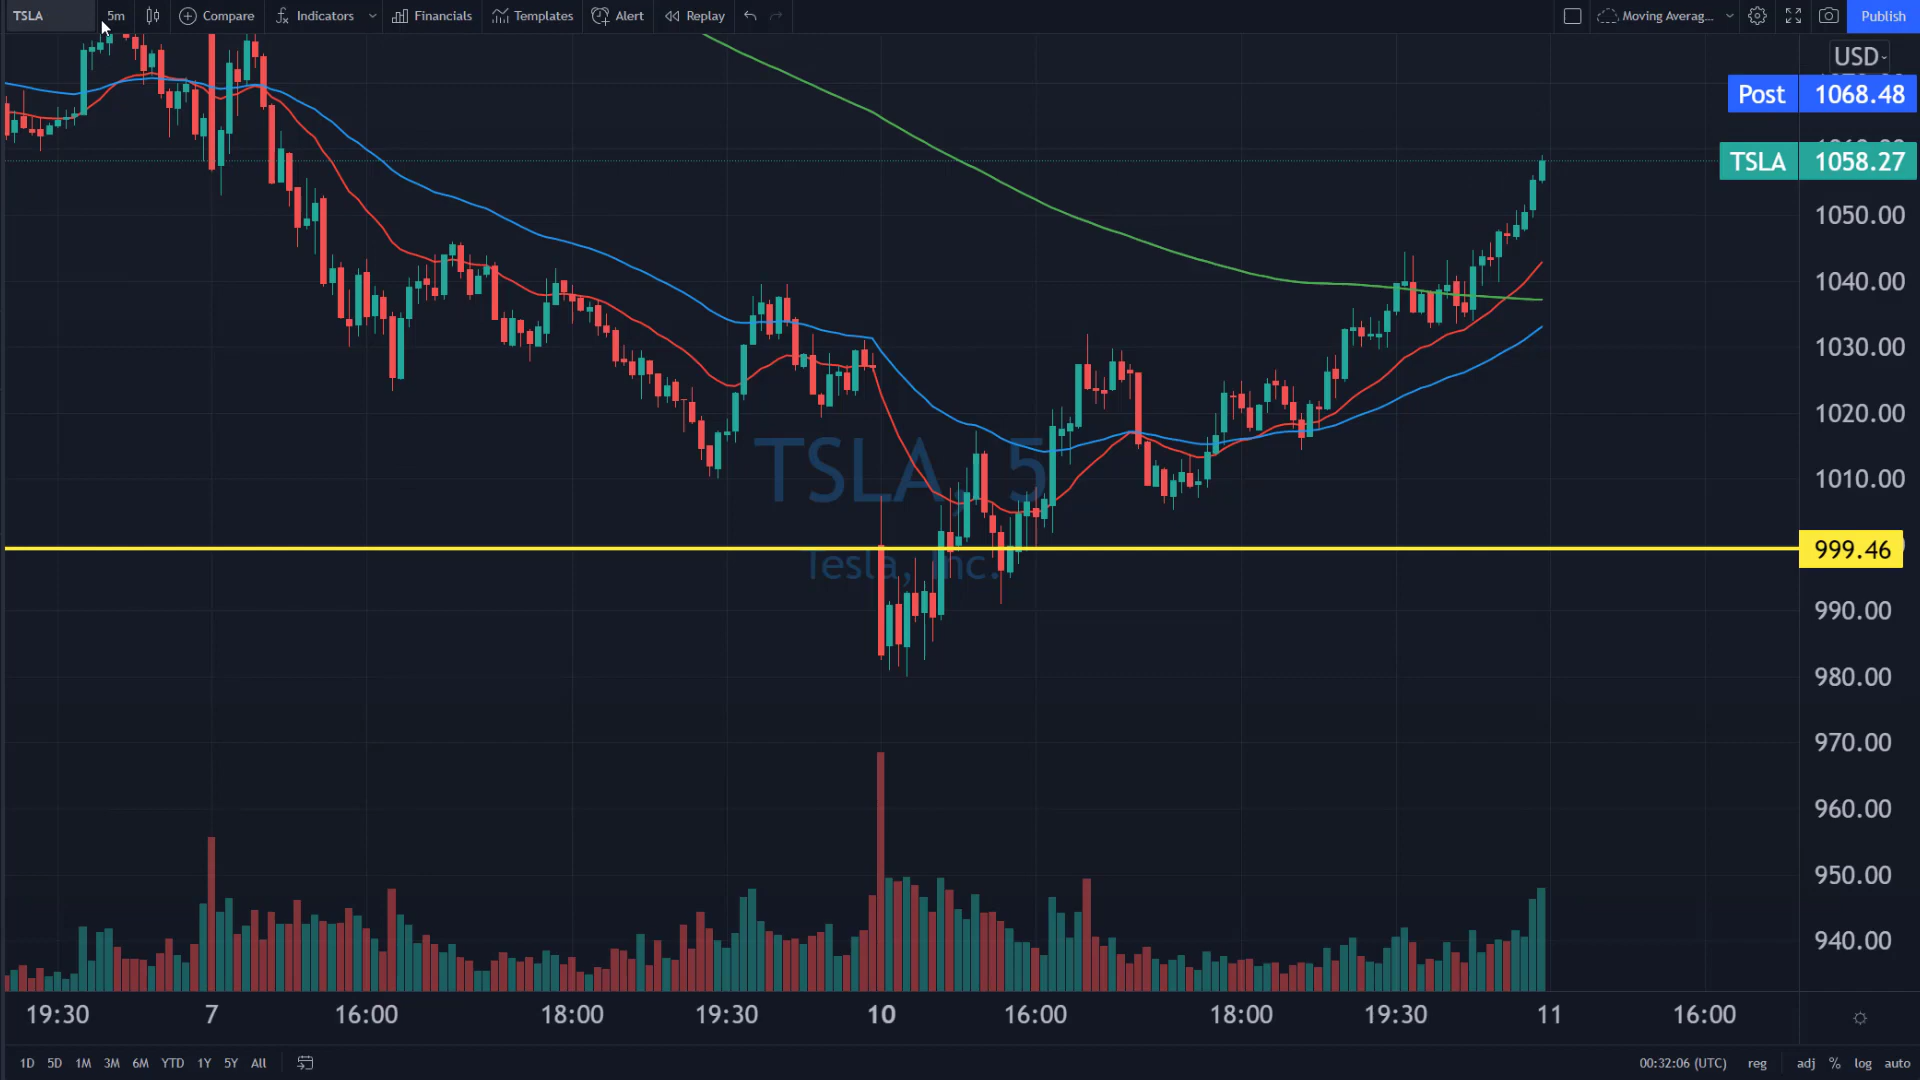 TSLA 5m Compare Indicators Financials Templates Alert Replay Moving Averag... Publish
USD
Post 1068.48
TSLA 1058.27
1050.00
1040.00
1030.00
1020.00
1010.00
TSLA, 5
Tesla, Inc.
999.46
990.00
980.00
970.00
960.00
950.00
940.00
19:30 7 16:00 18:00 19:30 10 16:00 18:00 19:30 11 16:00
1D 5D 1M 3M 6M YTD 1Y 5Y All 00:32:06 (UTC) reg adj % log auto